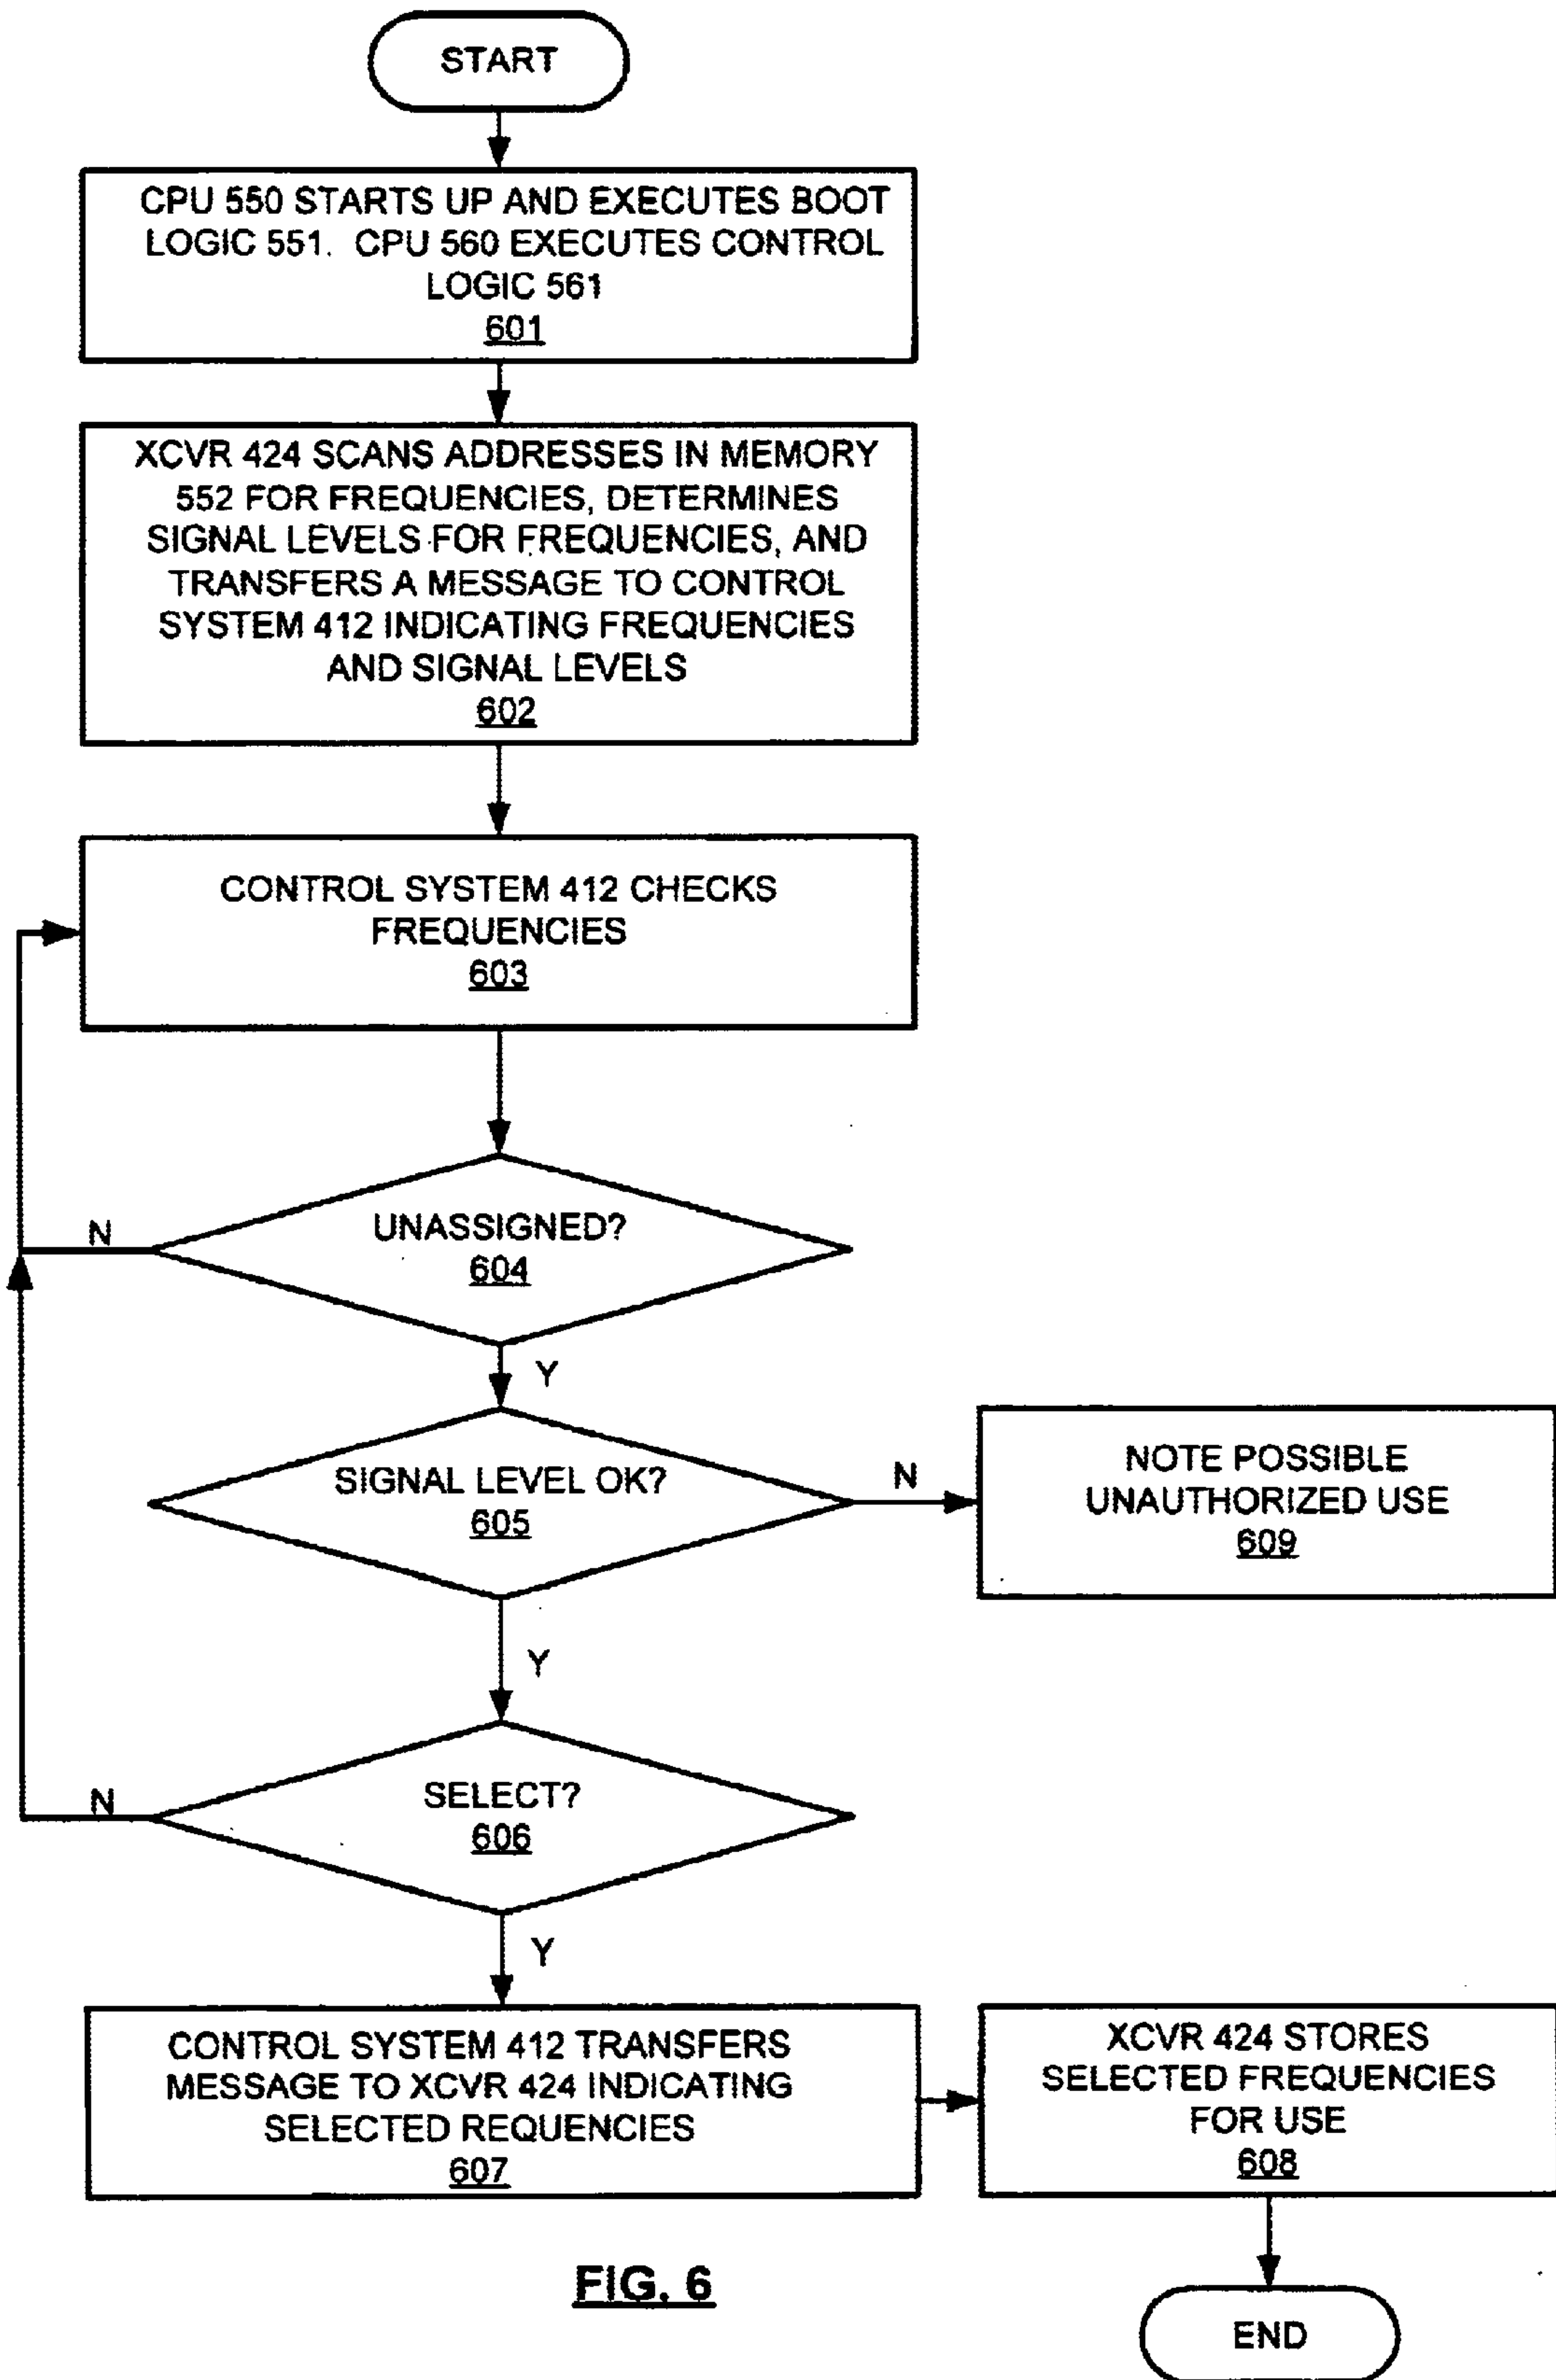 START
CPU 550 STARTS UP AND EXECUTES BOOT
LOGIC 551. CPU 560 EXECUTES CONTROL
LOGIC 561
601
XCVR 424 SCANS ADDRESSES IN MEMORY
552 FOR FREQUENCIES, DETERMINES
SIGNAL LEVELS FOR FREQUENCIES, AND
TRANSFERS A MESSAGE TO CONTROL
SYSTEM 412 INDICATING FREQUENCIES
AND SIGNAL LEVELS
602
CONTROL SYSTEM 412 CHECKS
FREQUENCIES
603
N
UNASSIGNED?
604
Y
SIGNAL LEVEL OK?
605
N
NOTE POSSIBLE
UNAUTHORIZED USE
609
Y
N
SELECT?
606
Y
CONTROL SYSTEM 412 TRANSFERS
MESSAGE TO XCVR 424 INDICATING
SELECTED REQUENCIES
607
XCVR 424 STORES
SELECTED FREQUENCIES
FOR USE
608
END
FIG. 6